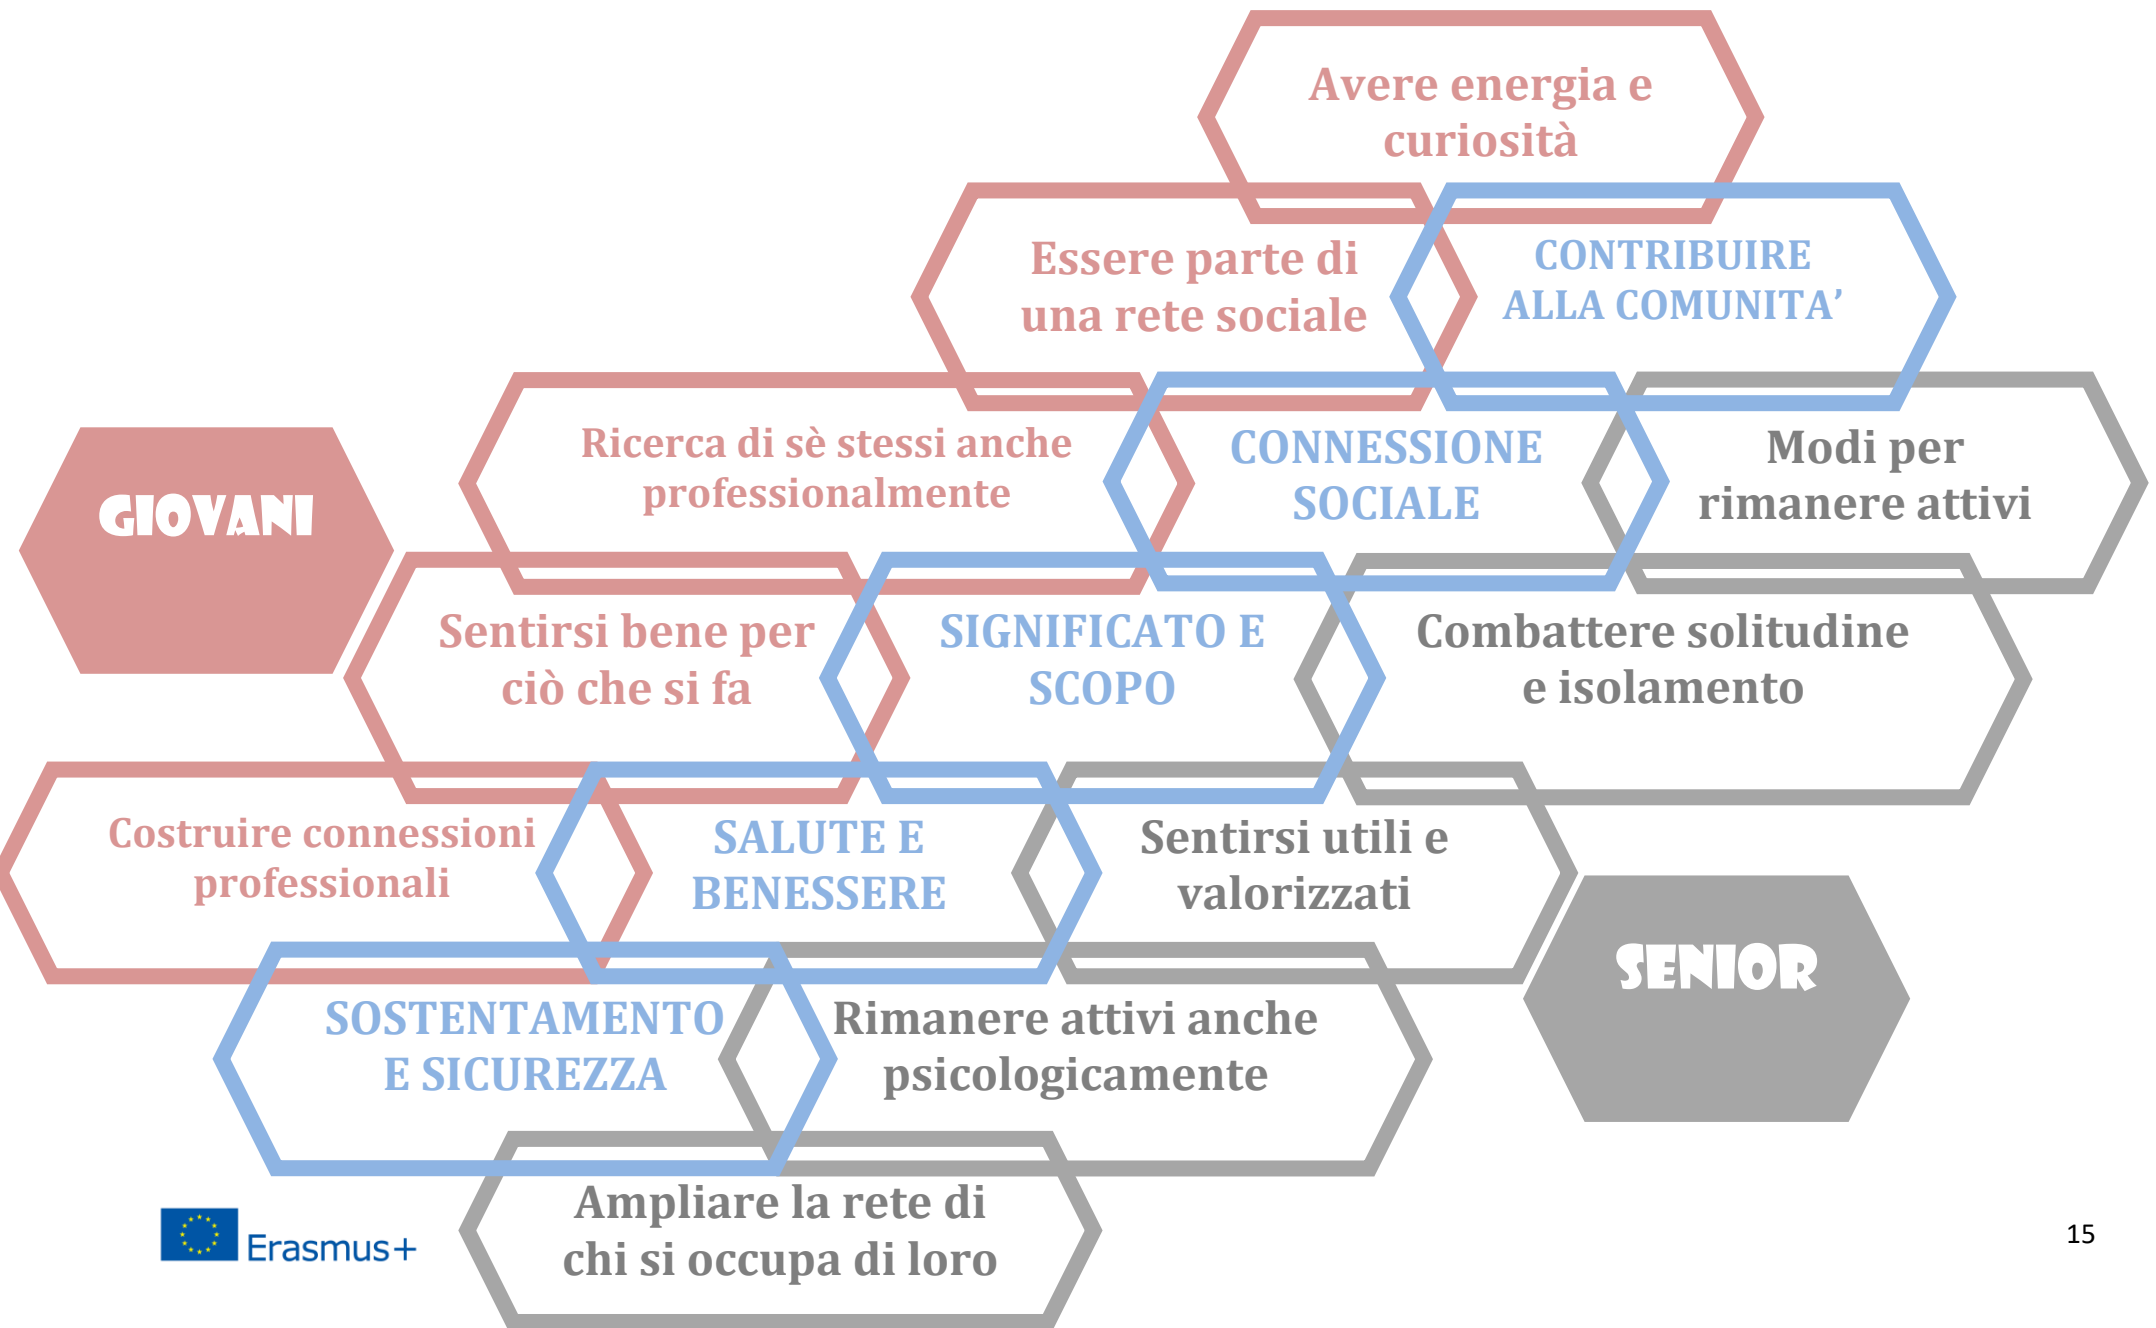 Avere energia e
curiosità
Essere parte di
una rete sociale
CONTRIBUIRE
ALLA COMUNITA’
Ricerca di sè stessi anche
professionalmente
CONNESSIONE
SOCIALE
Modi per
rimanere attivi
GIOVANI
Sentirsi bene per
ciò che si fa
SIGNIFICATO E
SCOPO
Combattere solitudine
e isolamento
Costruire connessioni
professionali
SALUTE E
BENESSERE
Sentirsi utili e
valorizzati
SENIOR
SOSTENTAMENTO
E SICUREZZA
Rimanere attivi anche
psicologicamente
Ampliare la rete di
chi si occupa di loro
Erasmus+
15